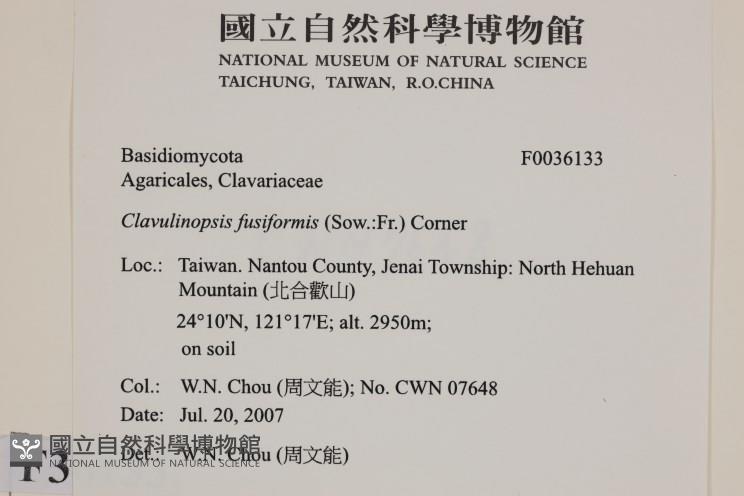 國立自然科學博物館
NATIONAL MUSEUM OF NATURAL SCIENCE
TAICHUNG, TAIWAN, R.O.CHINA
Basidiomycota F0036133
Agaricales, Clavariaceae
Clavulinopsis fusiformis (Sow.:Fr.) Corner
Loc.: Taiwan. Nantou County, Jenai Township: North Hehuan
Mountain (北合歡山)
24°10'N, 121°17'E; alt. 2950m;
on soil
Col.: W.N. Chou (周文能); No. CWN 07648
Date: Jul. 20, 2007
Det.: W.N. Chou (周文能)
國立自然科學博物館
NATIONAL MUSEUM OF NATURAL SCIENCE
F3